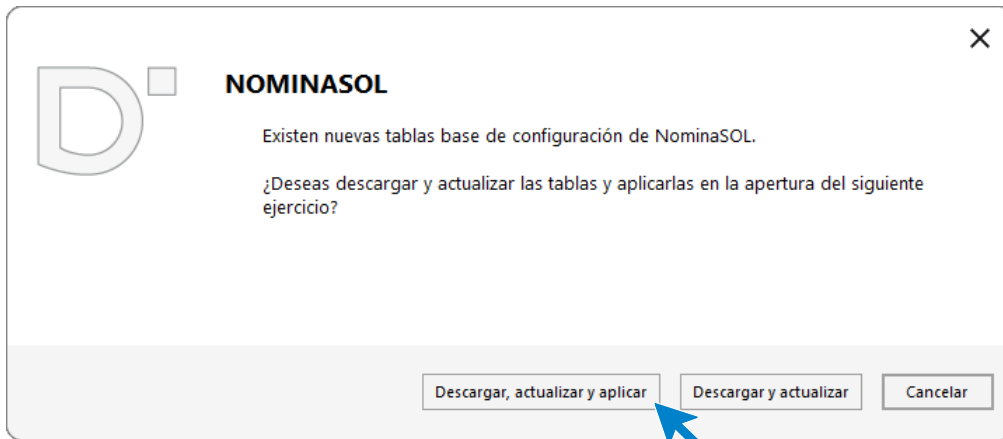 NOMINASOL
Existen nuevas tablas base de configuración de NominaSOL.
¿Deseas descargar y actualizar las tablas y aplicarlas en la apertura del siguiente
ejercicio?
Descargar, actualizar y aplicar
Descargar y actualizar
Cancelar